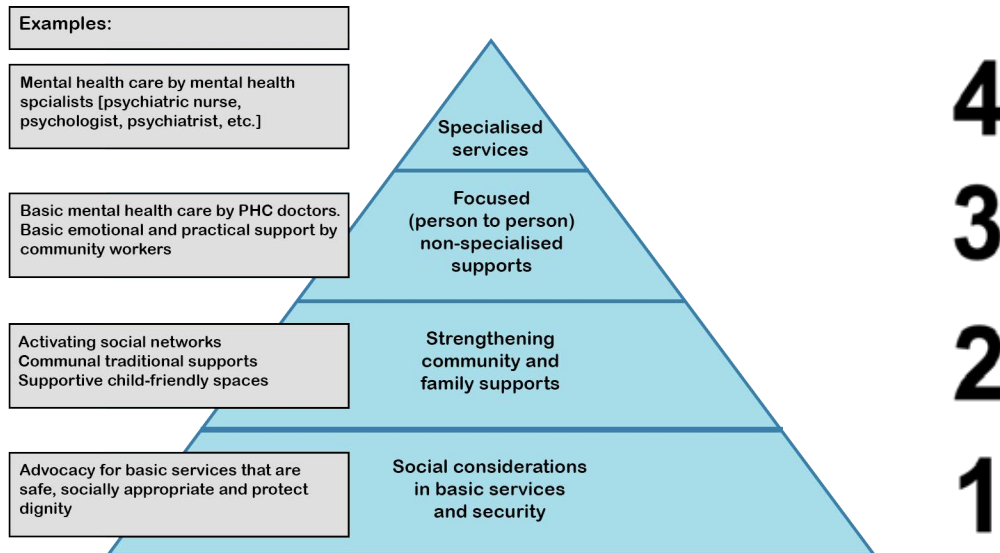 Examples:
Mental health care by mental health
spcialists [psychiatric nurse,
psychologist, psychiatrist, etc.]
Specialised
services
4
Basic mental health care by PHC doctors.
Basic emotional and practical support by
community workers
Focused
(person to person)
non-specialised
supports
3
Activating social networks
Communal traditional supports
Supportive child-friendly spaces
Strengthening
community and
family supports
2
Advocacy for basic services that are
safe, socially appropriate and protect
dignity
Social considerations
in basic services
and security
1